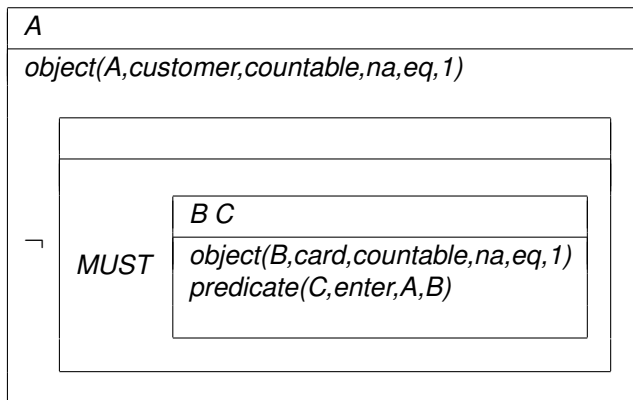 A
object(A,customer,countable,na,eq,1)
B C
¬
MUST
object(B,card,countable,na,eq,1)
predicate(C,enter,A,B)